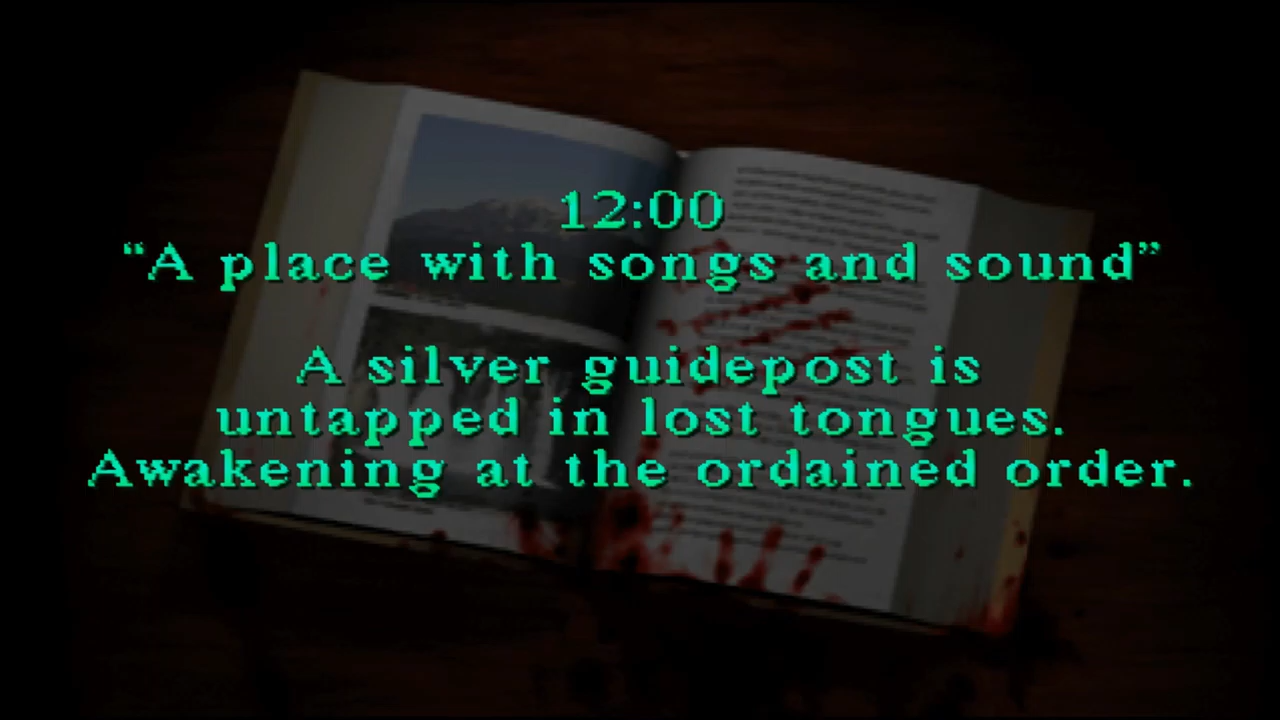 12:00
“A place with songs and sound”
A silver guidepost is
untapped in lost tongues.
Awakening at the ordained order.